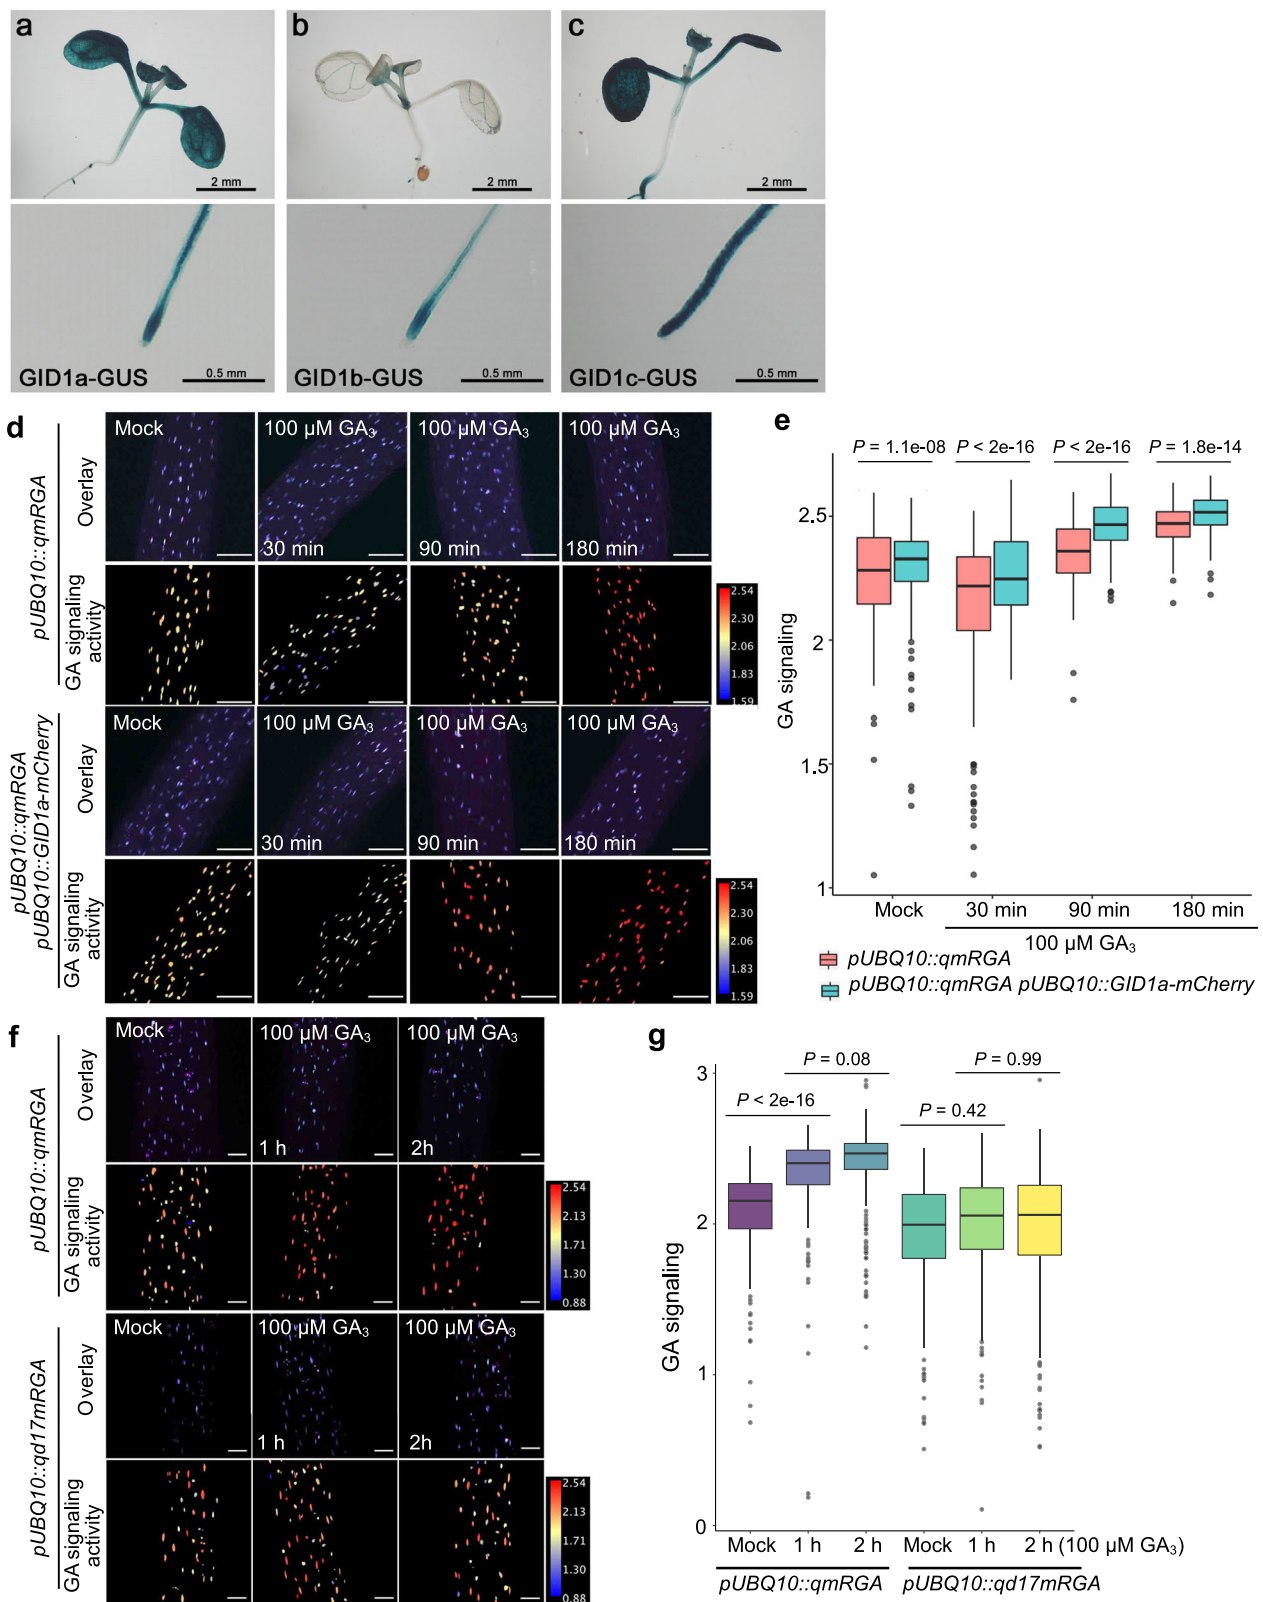 a
b
c
2 mm
2 mm
2 mm
GID1a-GUS
0.5 mm
GID1b-GUS
0.5 mm
GID1c-GUS
0.5 mm
d
pUBQ10::qmRGA
Overlay
Mock
100 µM GA3
30 min
100 µM GA3
90 min
100 µM GA3
180 min
GA signaling
activity
2.54
2.30
2.06
1.83
1.59
pUBQ10::qmRGA
pUBQ10::GID1a-mCherry
Overlay
Mock
100 µM GA3
30 min
100 µM GA3
90 min
100 µM GA3
180 min
GA signaling
activity
2.54
2.30
2.06
1.83
1.59
e
P = 1.1e-08
P < 2e-16
P < 2e-16
P = 1.8e-14
GA signaling
2.5
2
1.5
1
Mock
30 min
90 min
180 min
100 µM GA3
pUBQ10::qmRGA
pUBQ10::qmRGA pUBQ10::GID1a-mCherry
f
pUBQ10::qmRGA
Overlay
Mock
100 µM GA3
1 h
100 µM GA3
2h
GA signaling
activity
2.54
2.13
1.71
1.30
0.88
pUBQ10::qd17mRGA
Overlay
Mock
100 µM GA3
1 h
100 µM GA3
2h
GA signaling
activity
2.54
2.13
1.71
1.30
0.88
g
P = 0.08
P = 0.99
P < 2e-16
P = 0.42
GA signaling
3
2
1
0
Mock
1 h
2 h
Mock
1 h
2 h (100 µM GA3)
pUBQ10::qmRGA
pUBQ10::qd17mRGA